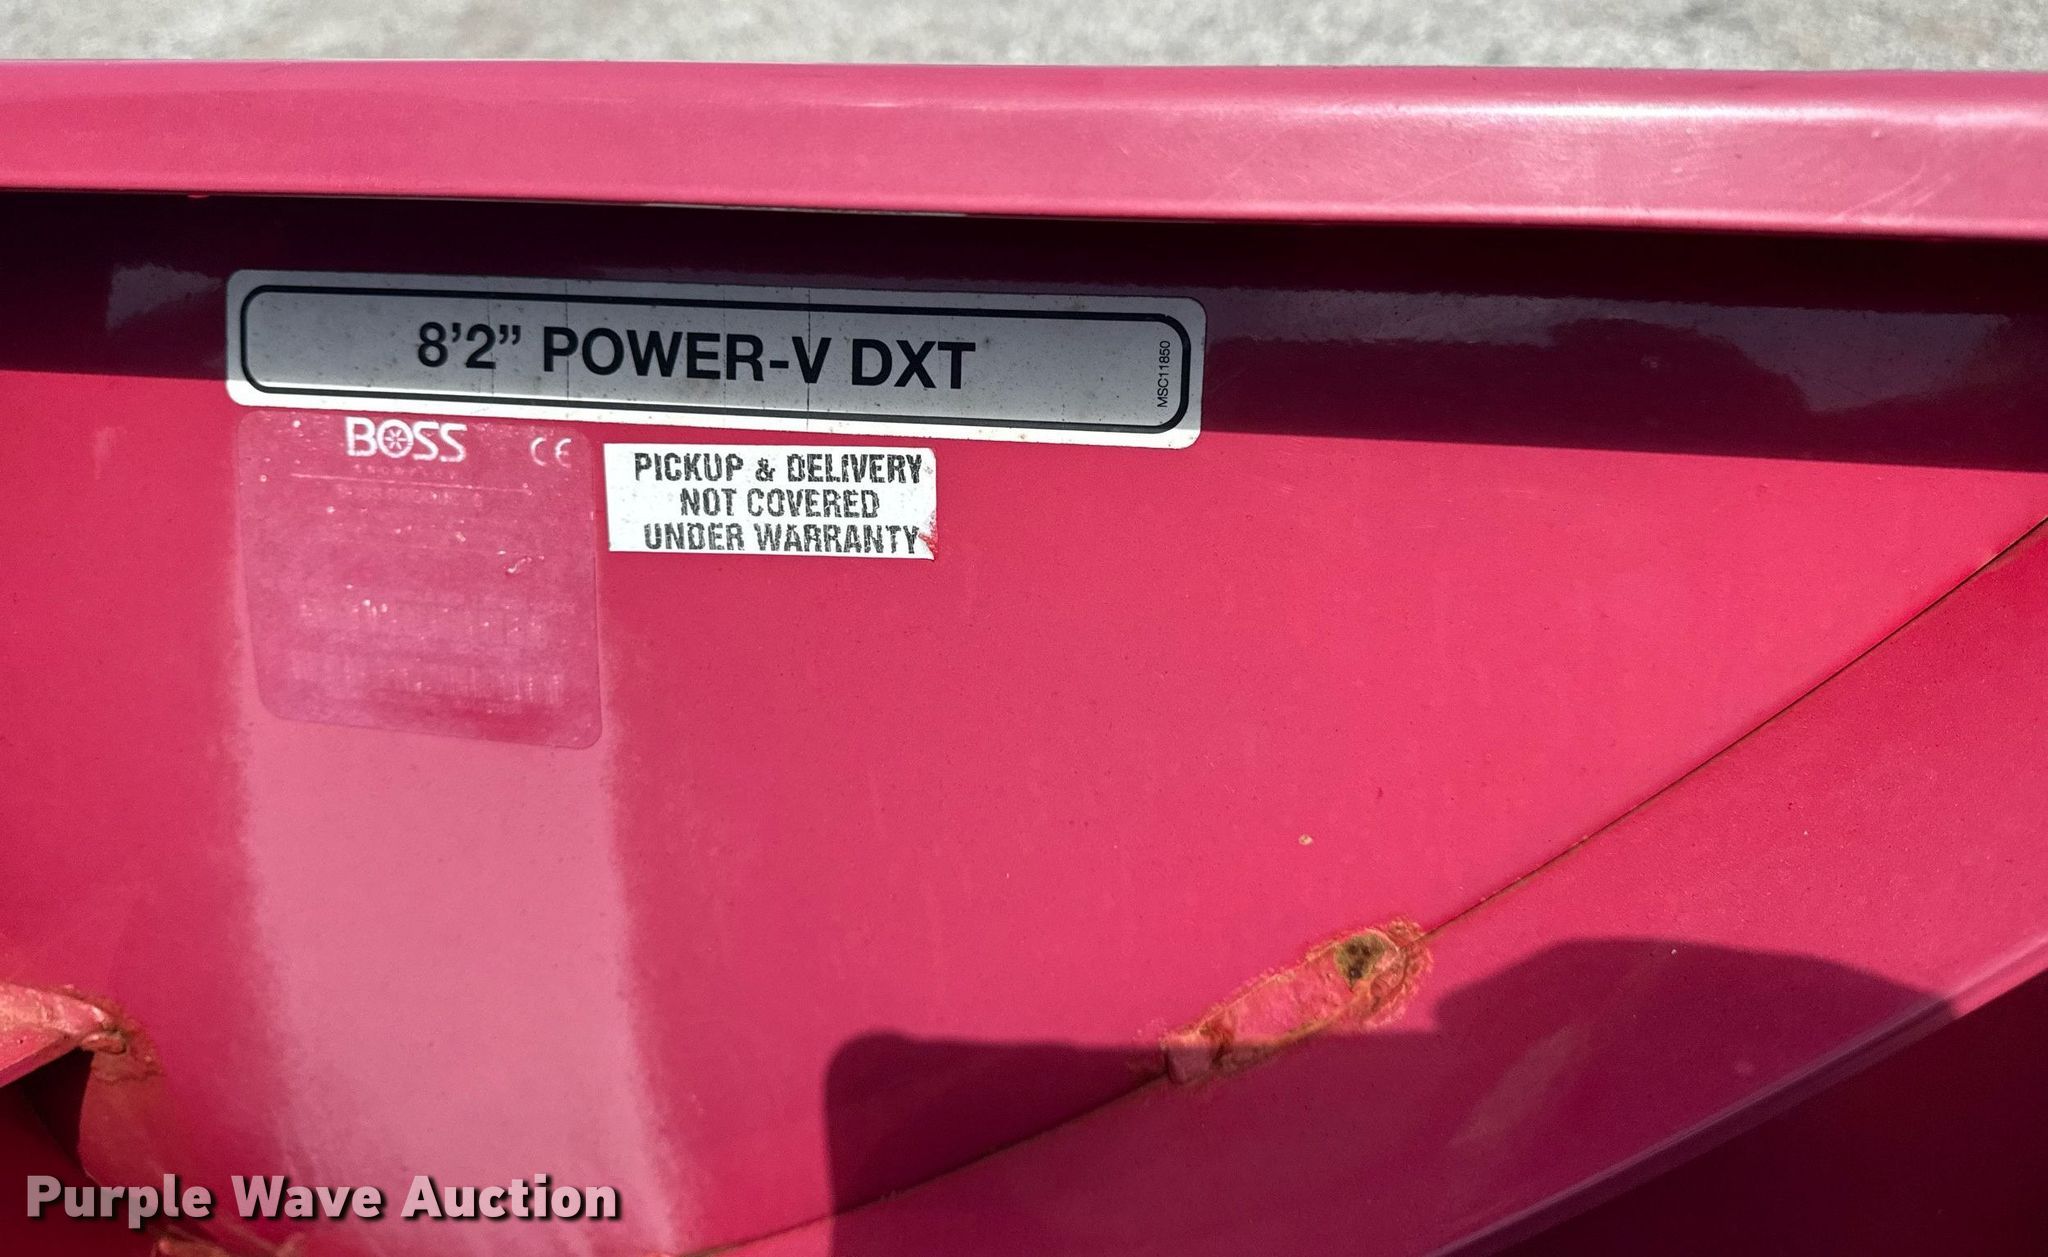 8'2" POWER-V DXT
MSC11850
BOSS
CE
PICKUP & DELIVERY
NOT COVERED
UNDER WARRANTY
Purple Wave Auction